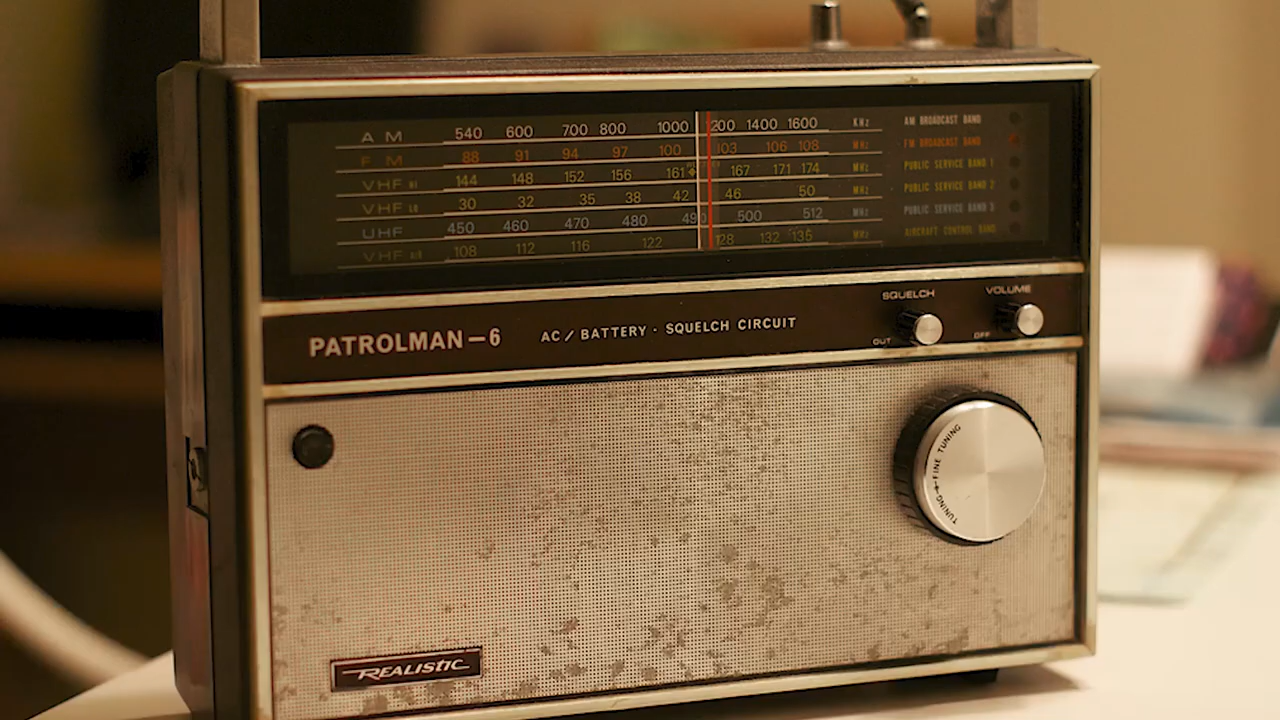 AM 540 600 700 800 1000 1200 1400 1600 KHz AM BROADCAST BAND
FM 88 91 94 97 100 103 106 108 MHz FM BROADCAST BAND
VHF HI 144 148 152 156 161 167 171 174 MHz PUBLIC SERVICE BAND 1
VHF LO 30 32 35 38 42 46 50 MHz PUBLIC SERVICE BAND 2
UHF 450 460 470 480 490 500 512 MHz PUBLIC SERVICE BAND 3
VHF 108 112 116 122 128 132 135 MHz AIRCRAFT CONTROL BAND
SQUELCH VOLUME
PATROLMAN–6 AC/BATTERY · SQUELCH CIRCUIT
OUT OFF
TUNING FINE TUNING
REALISTIC